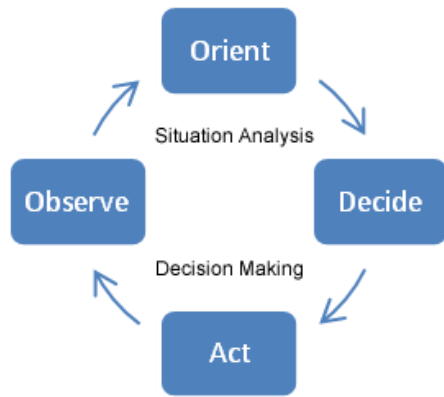 Orient
Situation Analysis
Observe
Decide
Decision Making
Act